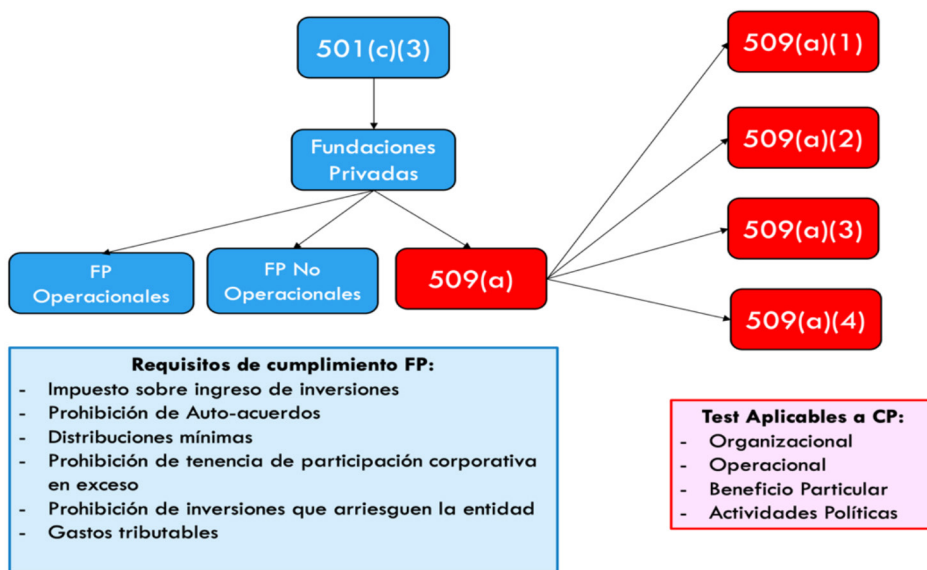 501(c)(3)
Fundaciones
Privadas
FP
Operacionales
FP No
Operacionales
509(a)
509(a)(1)
509(a)(2)
509(a)(3)
509(a)(4)
Requisitos de cumplimiento FP:
- Impuesto sobre ingreso de inversiones
- Prohibición de Auto-acuerdos
- Distribuciones mínimas
- Prohibición de tenencia de participación corporativa
en exceso
- Prohibición de inversiones que arriesguen la entidad
- Gastos tributables
Test Aplicables a CP:
- Organizacional
- Operacional
- Beneficio Particular
- Actividades Políticas